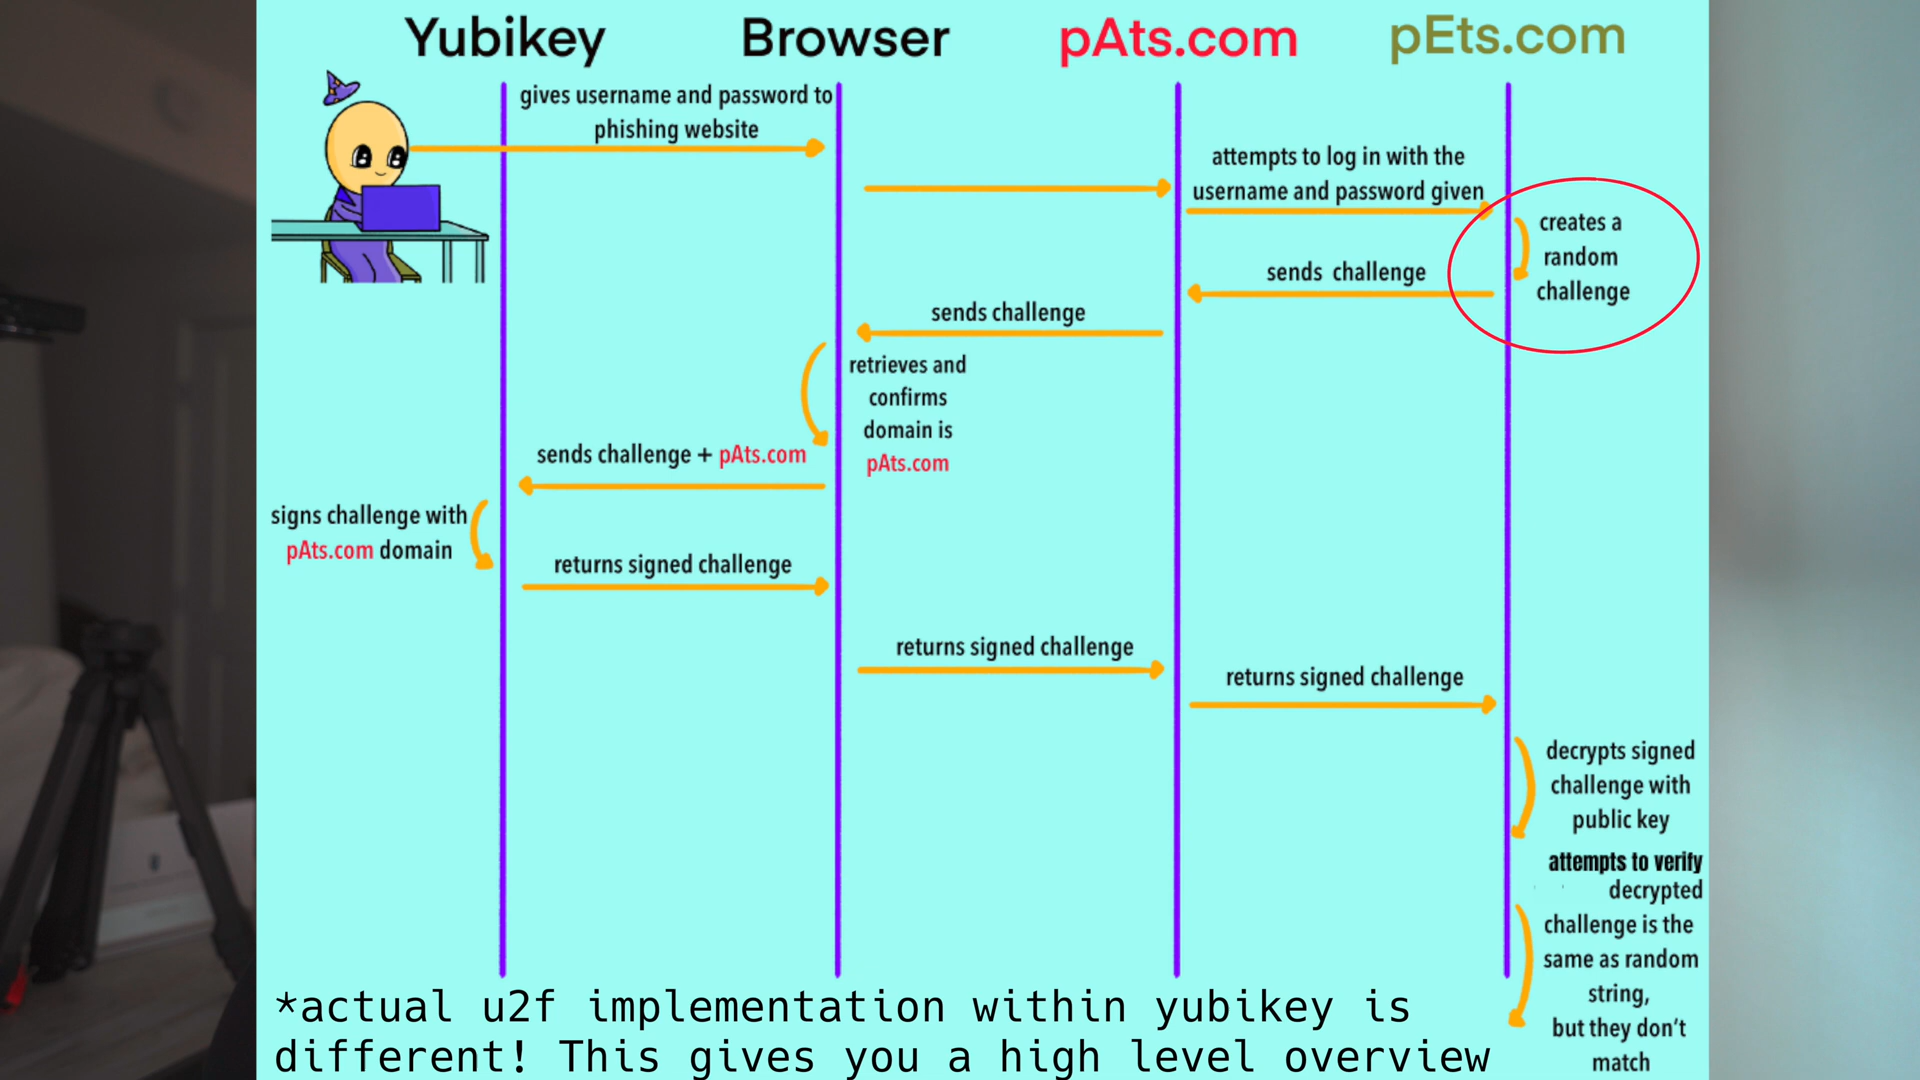 Yubikey
Browser
pAts.com
pEts.com
gives username and password to
phishing website
attempts to log in with the
username and password given
creates a
random
challenge
sends challenge
sends challenge
retrieves and
confirms
domain is
pAts.com
sends challenge + pAts.com
signs challenge with
pAts.com domain
returns signed challenge
returns signed challenge
returns signed challenge
decrypts signed
challenge with
public key
attempts to verify
decrypted
challenge is the
same as random
string,
but they don't
match
*actual u2f implementation within yubikey is
different! This gives you a high level overview